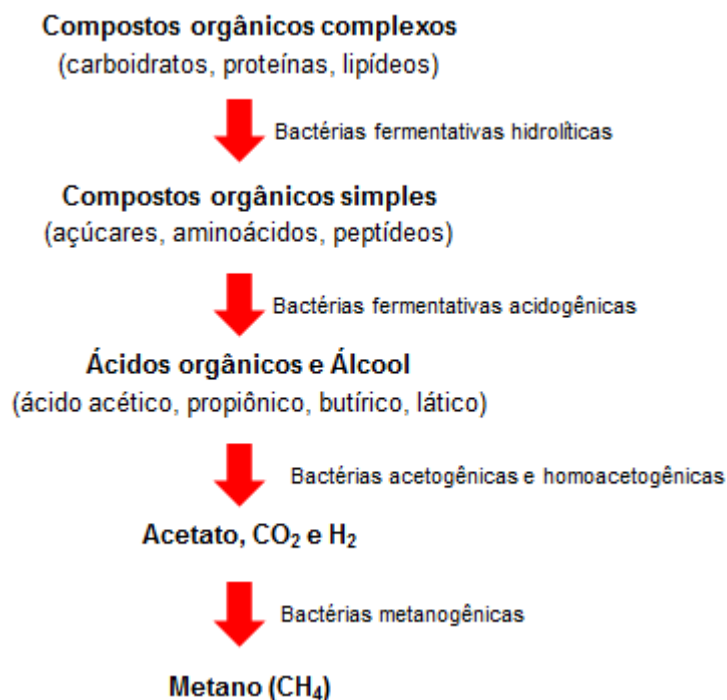 Compostos orgânicos complexos
(carboidratos, proteínas, lipídeos)
Bactérias fermentativas hidrolíticas
Compostos orgânicos simples
(açúcares, aminoácidos, peptídeos)
Bactérias fermentativas acidogênicas
Ácidos orgânicos e Álcool
(ácido acético, propiônico, butírico, lático)
Bactérias acetogênicas e homoacetogênicas
Acetato, CO₂ e H₂
Bactérias metanogênicas
Metano (CH₄)